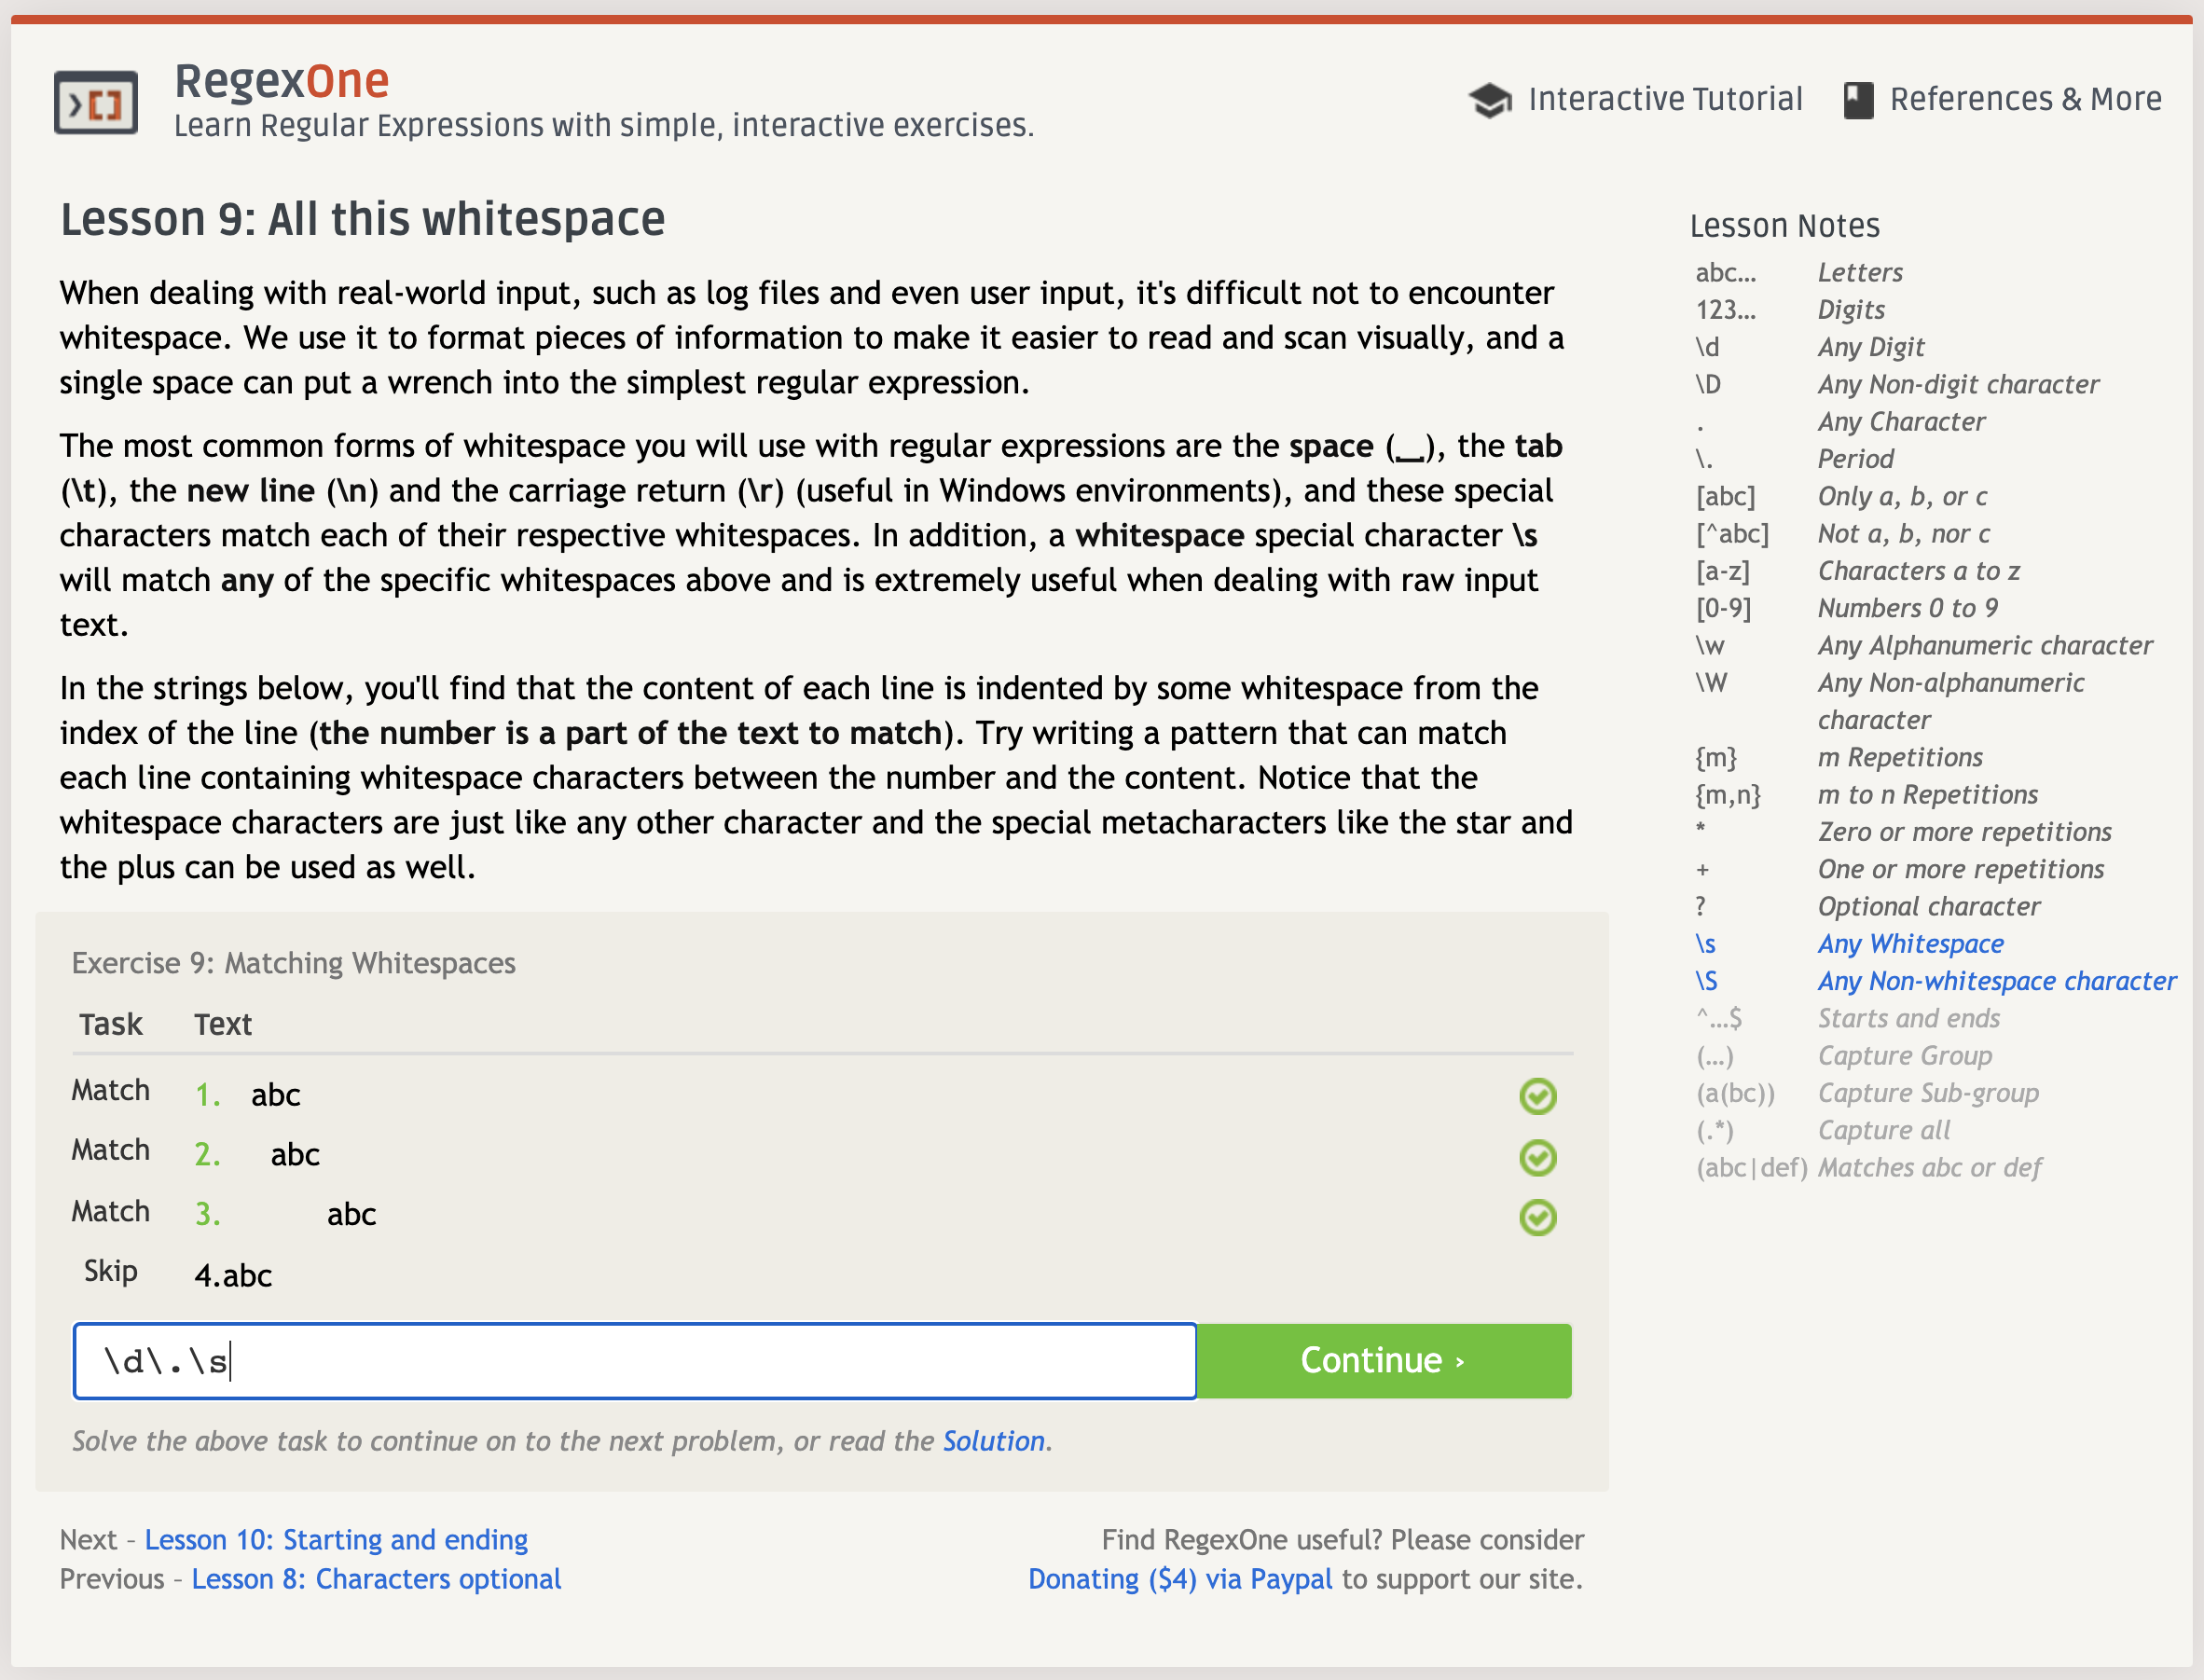 RegexOne
Learn Regular Expressions with simple, interactive exercises.
Interactive Tutorial
References & More
Lesson 9: All this whitespace
When dealing with real-world input, such as log files and even user input, it's difficult not to encounter
whitespace. We use it to format pieces of information to make it easier to read and scan visually, and a
single space can put a wrench into the simplest regular expression.
The most common forms of whitespace you will use with regular expressions are the space (_), the tab
(\t), the new line (\n) and the carriage return (\r) (useful in Windows environments), and these special
characters match each of their respective whitespaces. In addition, a whitespace special character \s
will match any of the specific whitespaces above and is extremely useful when dealing with raw input
text.
In the strings below, you'll find that the content of each line is indented by some whitespace from the
index of the line (the number is a part of the text to match). Try writing a pattern that can match
each line containing whitespace characters between the number and the content. Notice that the
whitespace characters are just like any other character and the special metacharacters like the star and
the plus can be used as well.
Exercise 9: Matching Whitespaces
Task Text
Match 1.   abc
Match 2.     abc
Match 3.           abc
Skip 4.abc
\d\.\s
Continue ›
Solve the above task to continue on to the next problem, or read the Solution.
Next – Lesson 10: Starting and ending
Previous – Lesson 8: Characters optional
Find RegexOne useful? Please consider
Donating ($4) via Paypal to support our site.
Lesson Notes
abc… Letters
123… Digits
\d Any Digit
\D Any Non-digit character
. Any Character
\. Period
[abc] Only a, b, or c
[^abc] Not a, b, nor c
[a-z] Characters a to z
[0-9] Numbers 0 to 9
\w Any Alphanumeric character
\W Any Non-alphanumeric
character
{m} m Repetitions
{m,n} m to n Repetitions
* Zero or more repetitions
+ One or more repetitions
? Optional character
\s Any Whitespace
\S Any Non-whitespace character
^…$ Starts and ends
(…) Capture Group
(a(bc)) Capture Sub-group
(.*) Capture all
(abc|def) Matches abc or def